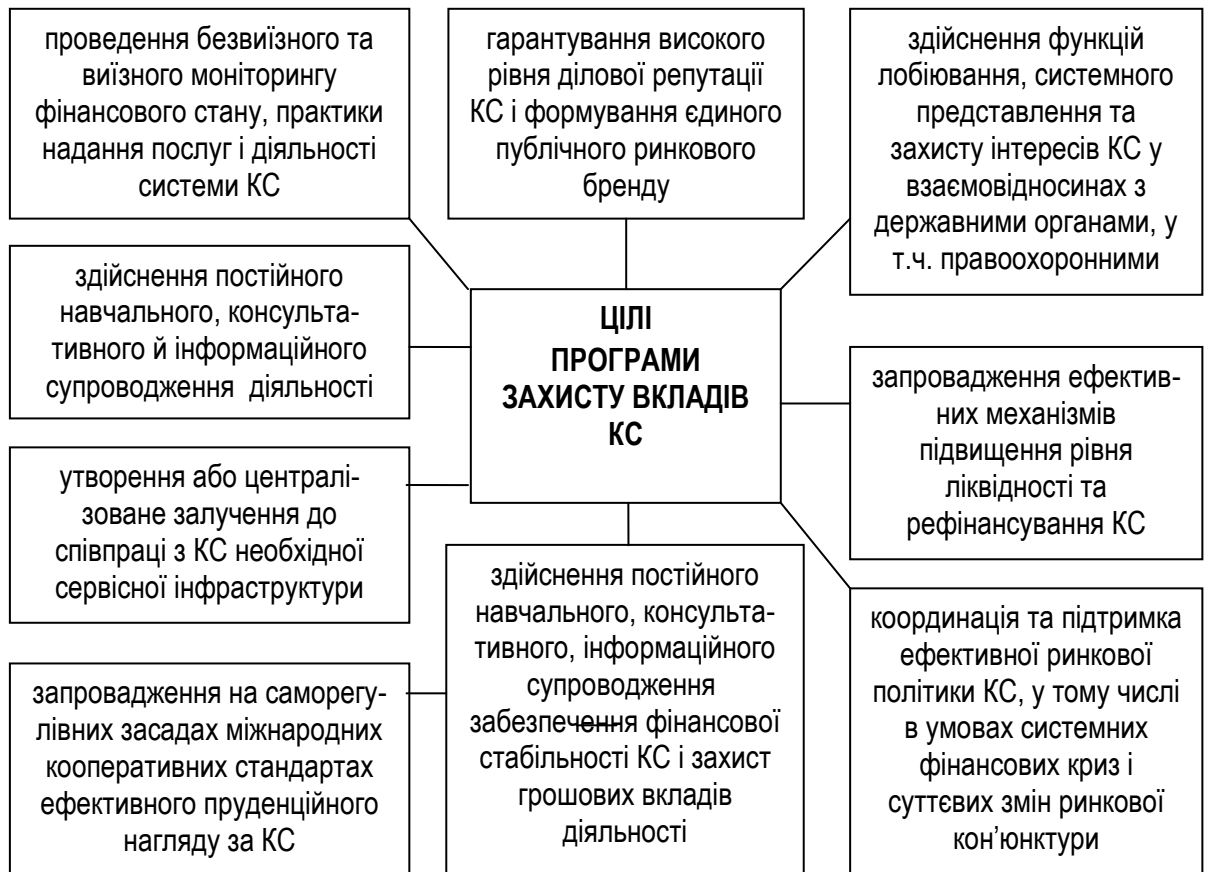 проведення безвиїзного та
виїзного моніторингу
фінансового стану, практики
надання послуг і діяльності
системи КС
гарантування високого
рівня ділової репутації
КС і формування єдиного
публічного ринкового
бренду
здійснення функцій
лобіювання, системного
представлення та
захисту інтересів КС у
взаємовідносинах з
державними органами, у
т.ч. правоохоронними
здійснення постійного
навчального, консульта-
тивного й інформаційного
супроводження діяльності
ЦІЛІ
ПРОГРАМИ
ЗАХИСТУ ВКЛАДІВ
КС
запровадження ефектив-
них механізмів
підвищення рівня
ліквідності та
рефінансування КС
утворення або централі-
зоване залучення до
співпраці з КС необхідної
сервісної інфраструктури
здійснення постійного
навчального, консульта-
тивного, інформаційного
супроводження
забезпечення фінансової
стабільності КС і захист
грошових вкладів
діяльності
координація та підтримка
ефективної ринкової
політики КС, у тому числі
в умовах системних
фінансових криз і
суттєвих змін ринкової
кон’юнктури
запровадження на саморегу-
лівних засадах міжнародних
кооперативних стандартах
ефективного пруденційного
нагляду за КС